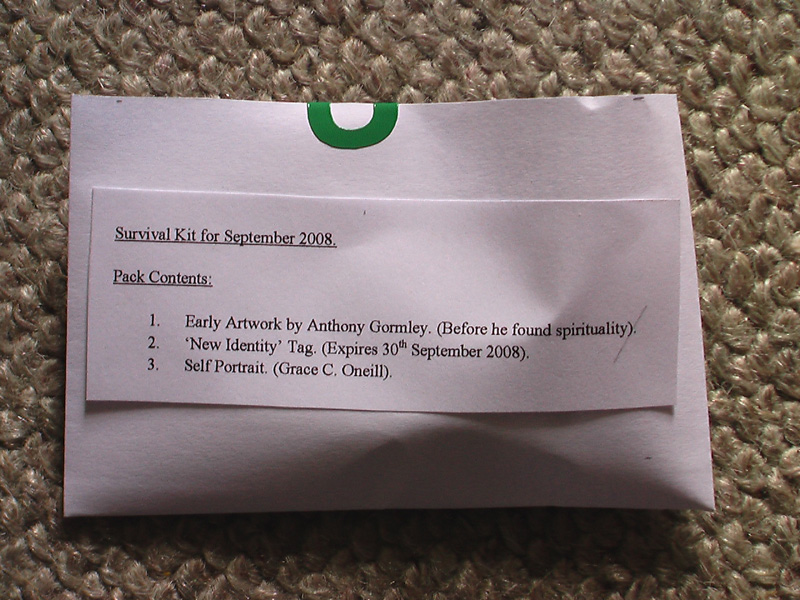 Survival Kit for September 2008.
Pack Contents:
1. Early Artwork by Anthony Gormley. (Before he found spirituality).
2. ‘New Identity’ Tag. (Expires 30th September 2008).
3. Self Portrait. (Grace C. Oneill).